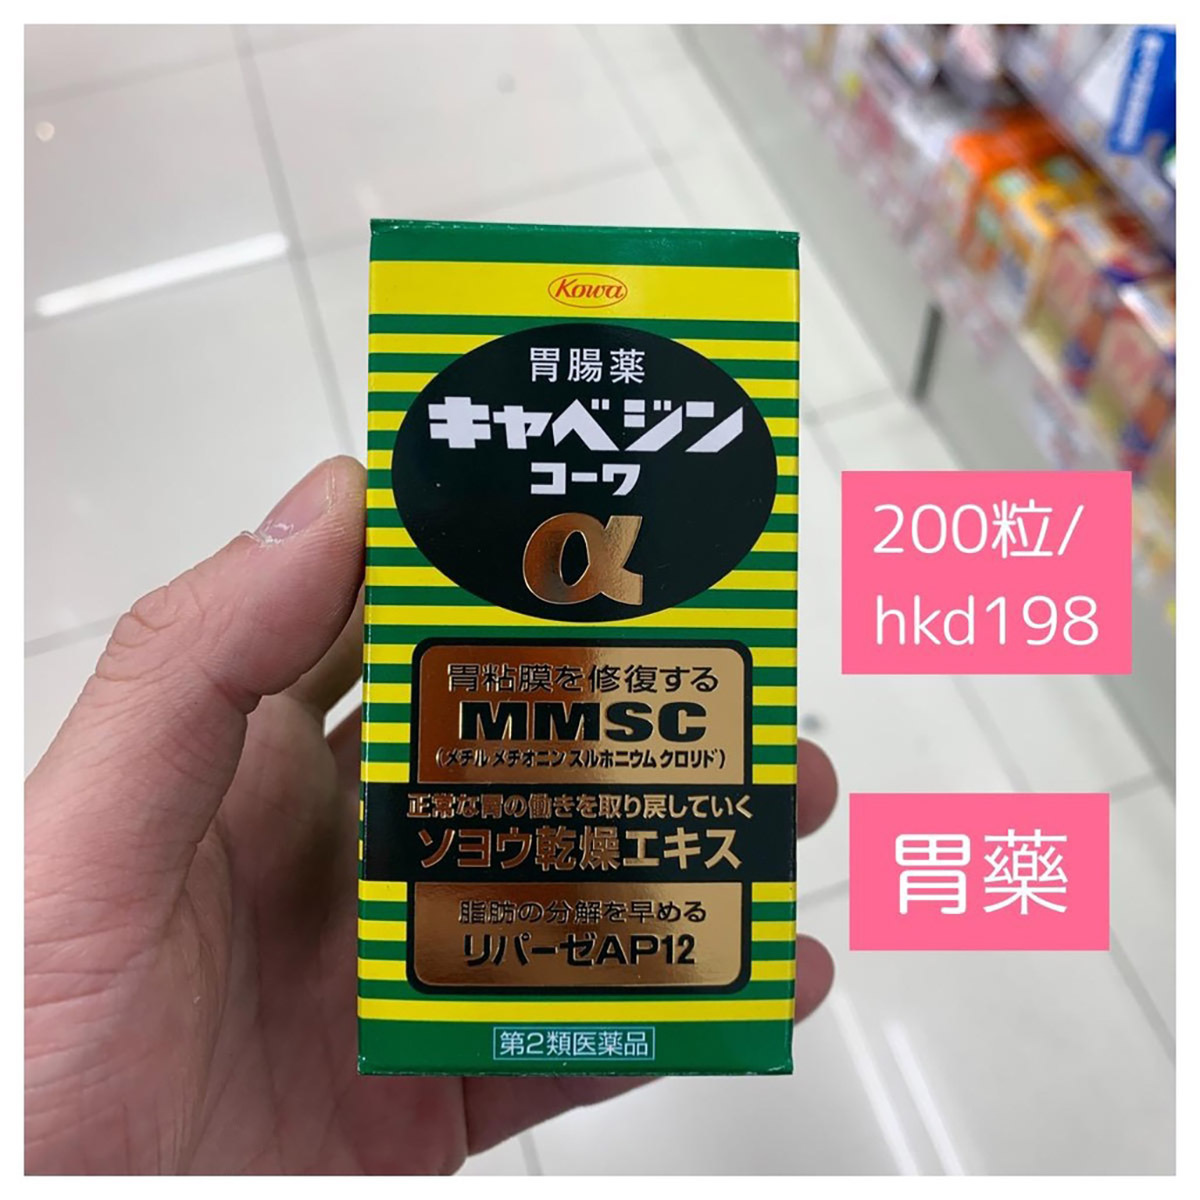 Kowa
胃腸薬
キャベジン
コーワ
α
胃粘膜を修復する
MMSC
(メチルメチオニンスルホニウムクロリド)
正常な胃の働きを取り戻していく
ソヨウ乾燥エキス
脂肪の分解を早める
リパーゼAP12
第2類医薬品
200粒/
hkd198
胃藥